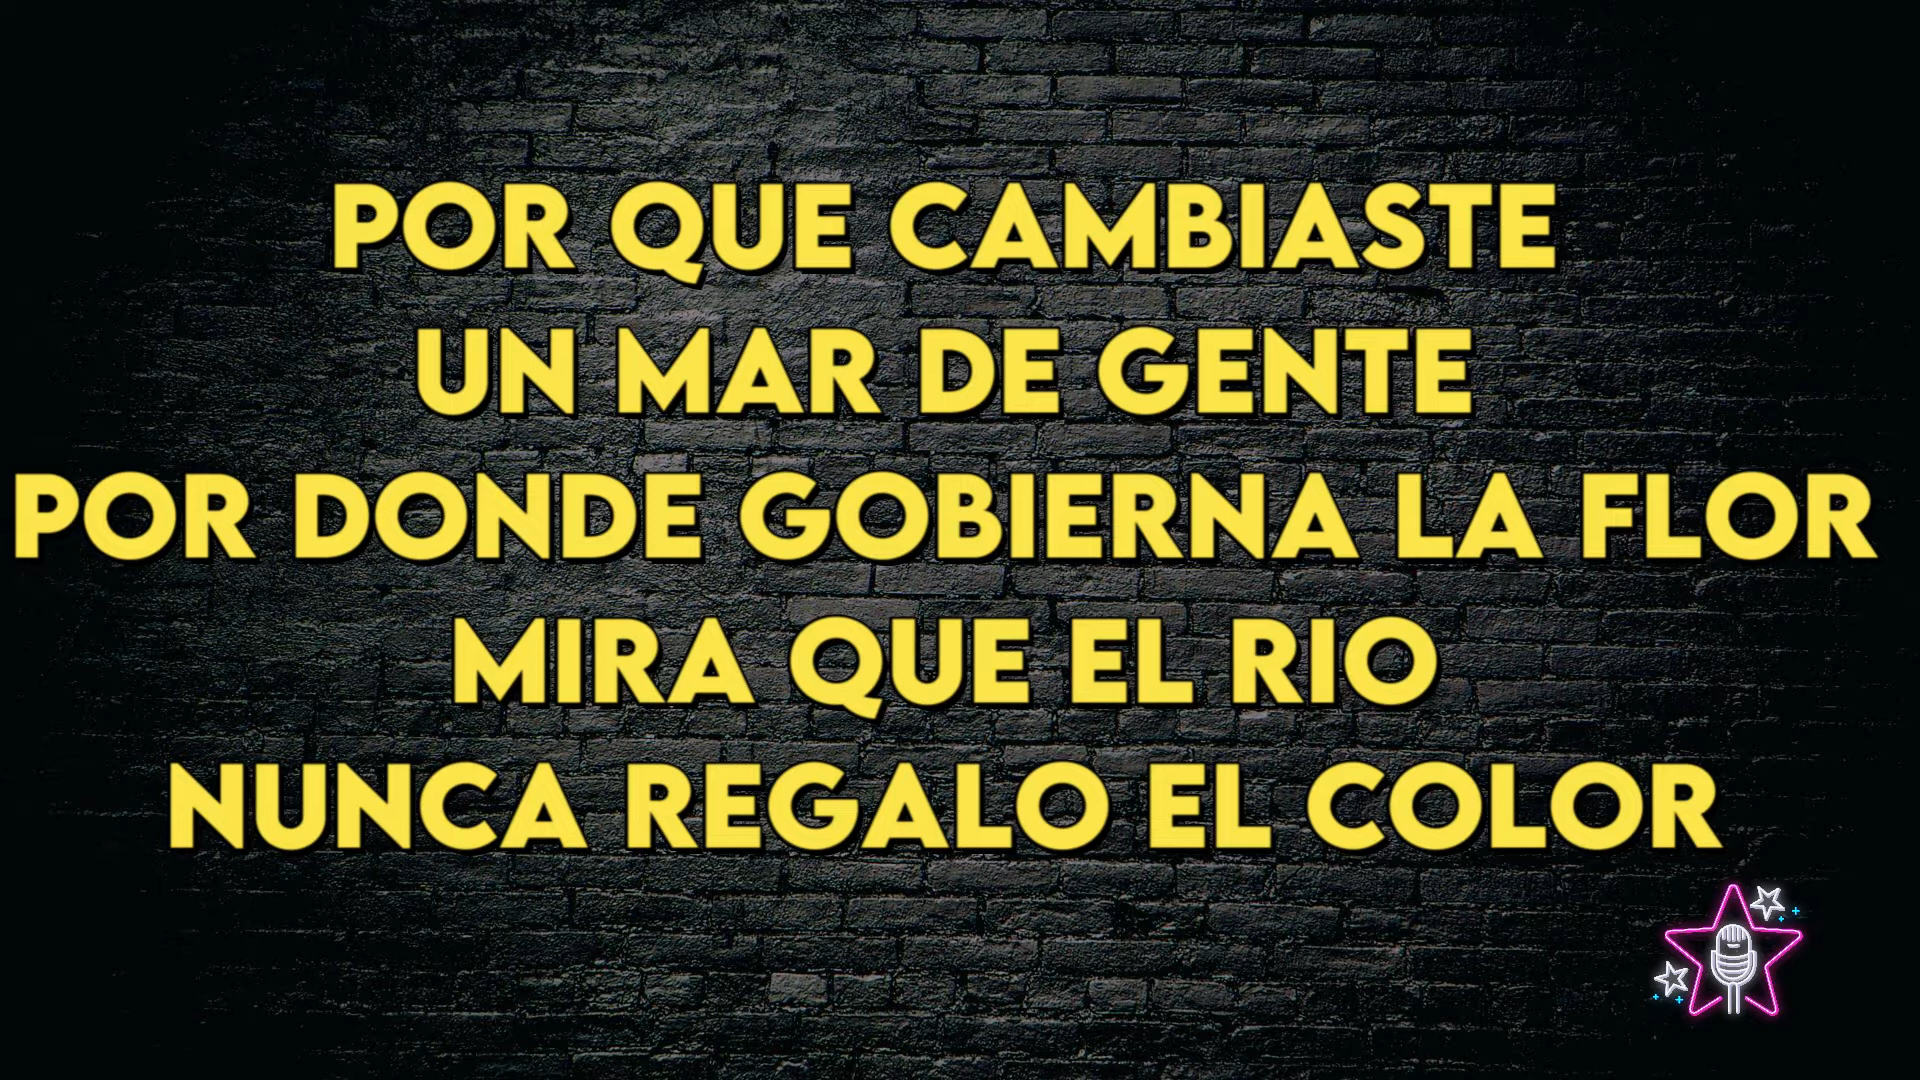 POR QUE CAMBIASTE
UN MAR DE GENTE
POR DONDE GOBIERNA LA FLOR
MIRA QUE EL RIO
NUNCA REGALO EL COLOR